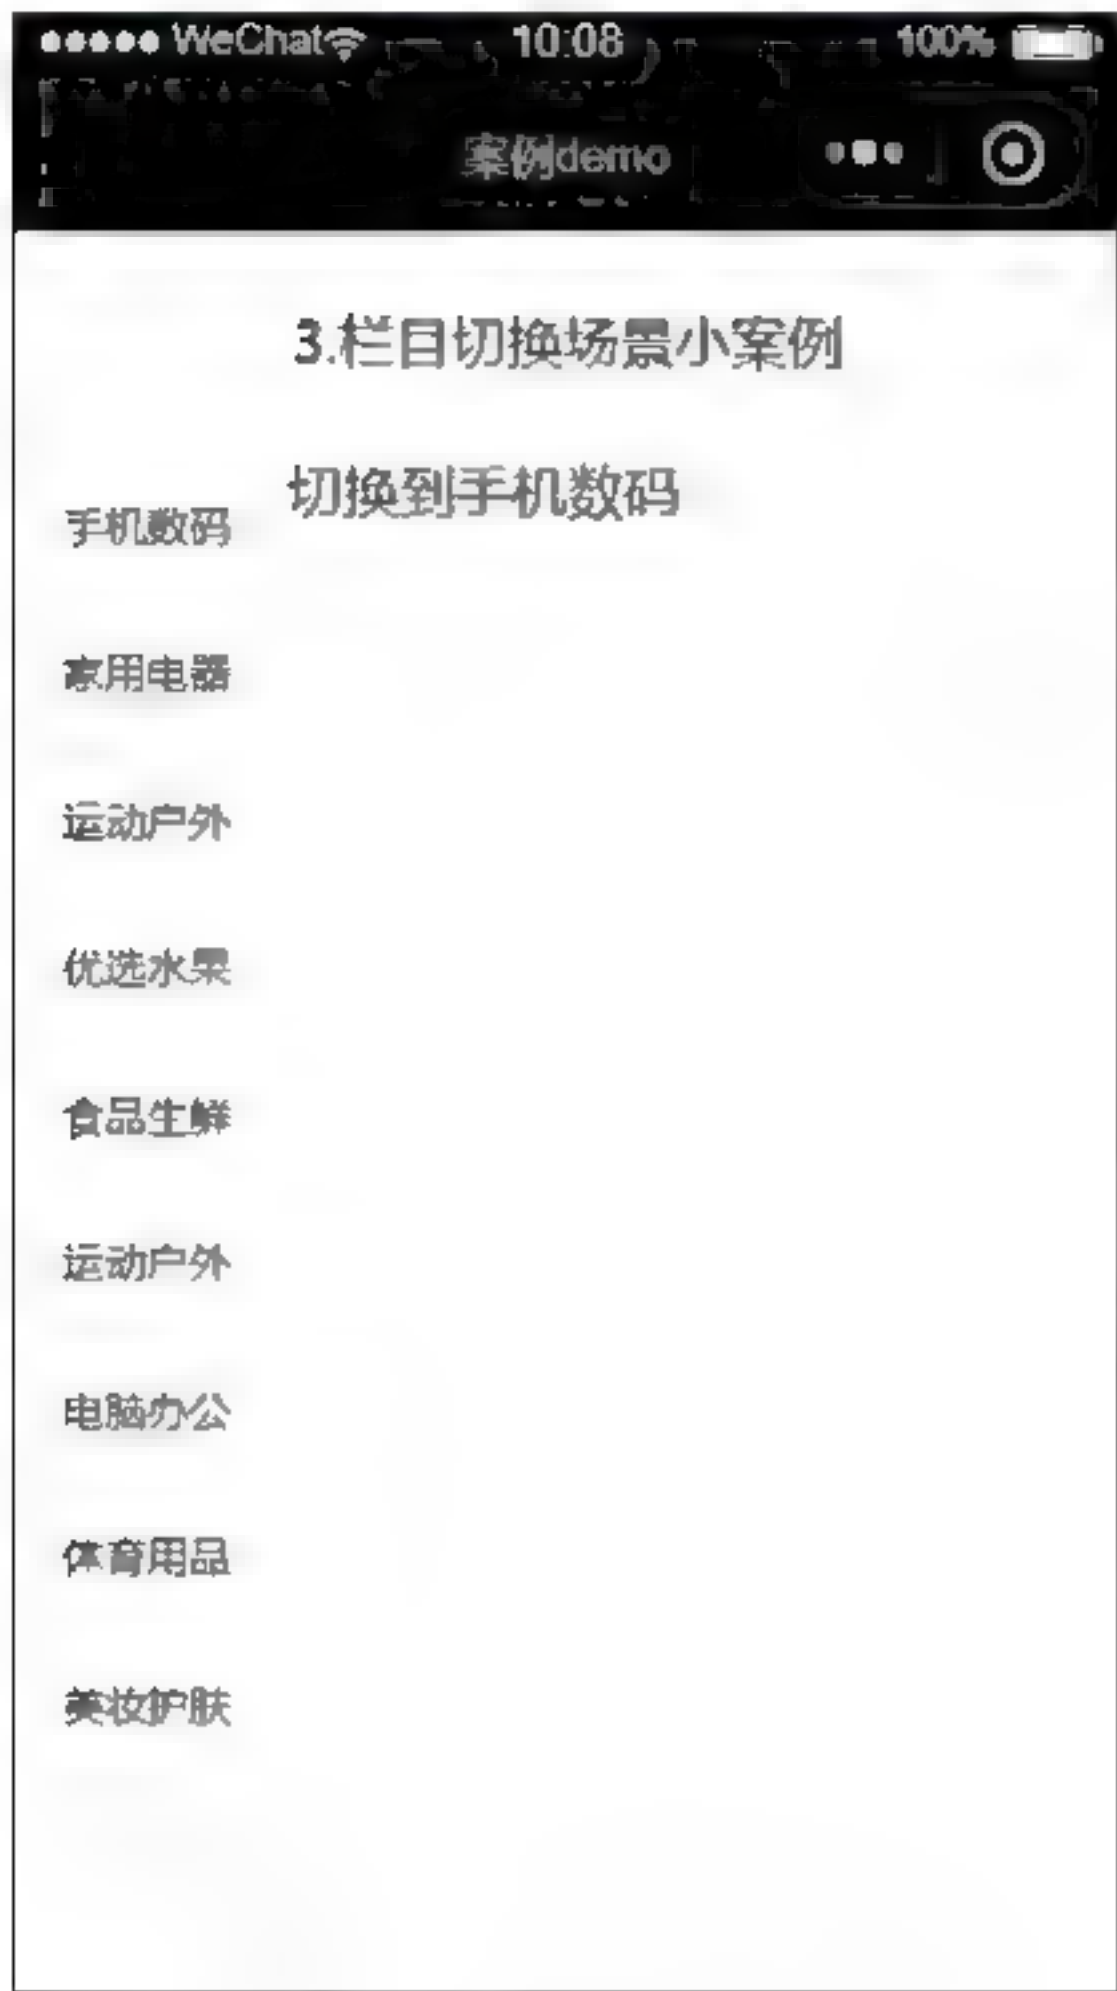 WeChat 10:08 100%
案例demo
3.栏目切换场景小案例
切换到手机数码
手机数码
家用电器
运动户外
优选水果
食品生鲜
运动户外
电脑办公
体育用品
美妆护肤